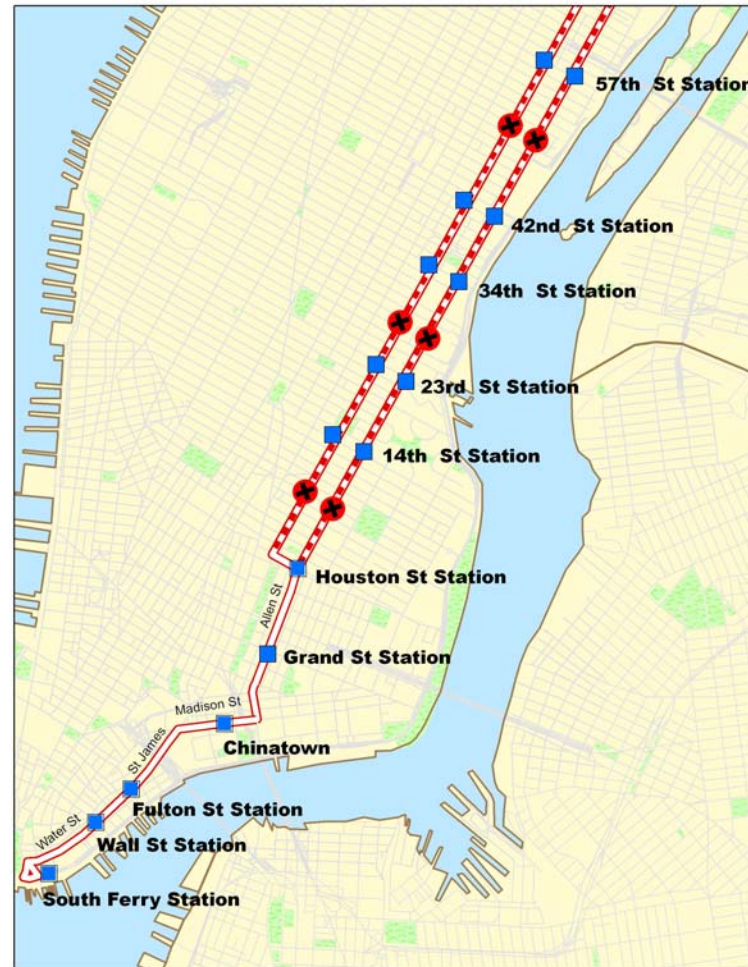 57th St Station
42nd St Station
34th St Station
23rd St Station
14th St Station
Houston St Station
Allen St
Grand St Station
Madison St
Chinatown
St James
Fulton St Station
Water St
Wall St Station
South Ferry Station